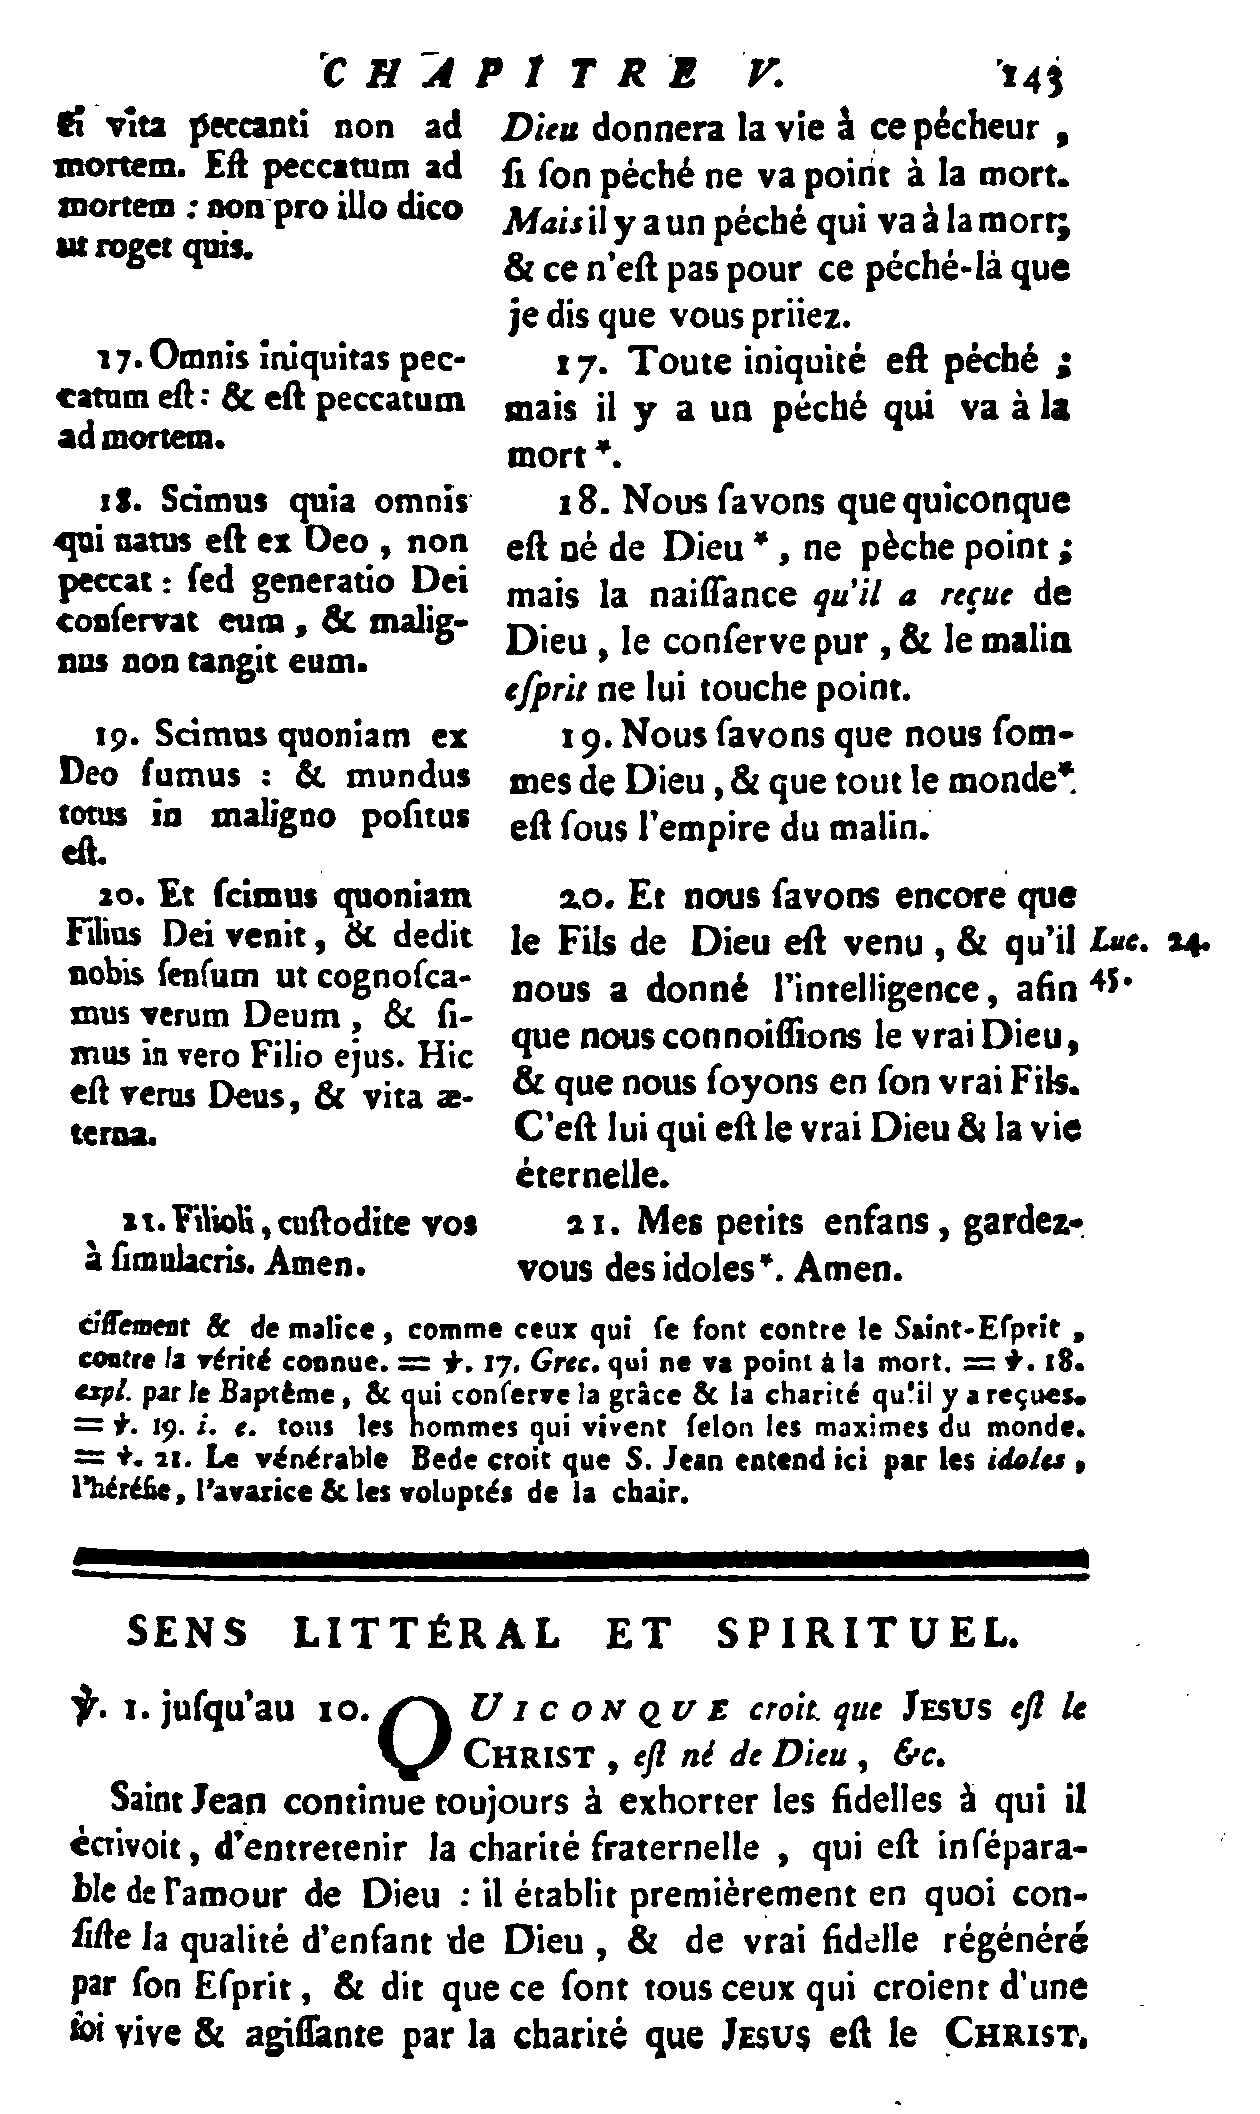 CHAPITRE V. 143
ei vita peccanti non ad
mortem. Eſt peccatum ad
mortem : non pro illo dico
ut roget quis.
17. Omnis iniquitas pec-
catum eſt : & eſt peccatum
ad mortem.
18. Scimus quia omnis
qui natus eſt ex Deo , non
peccat : ſed generatio Dei
conſervat eum , & malig-
nus non tangit eum.
19. Scimus quoniam ex
Deo ſumus : & mundus
totus in maligno poſitus
eſt.
20. Et ſcimus quoniam
Filius Dei venit , & dedit
nobis ſenſum ut cognoſca-
mus verum Deum , & ſi-
mus in vero Filio ejus. Hic
eſt verus Deus, & vita æ-
terna.
21. Filioli , cuſtodite vos
à ſimulacris. Amen.
Dieu donnera la vie à ce pécheur ,
ſi ſon péché ne va point à la mort.
Mais il y a un péché qui va à la mort;
& ce n'eſt pas pour ce péché-là que
je dis que vous priiez.
17. Toute iniquité eſt péché ;
mais il y a un péché qui va à la
mort *.
18. Nous ſavons que quiconque
eſt né de Dieu * , ne pèche point ;
mais la naiſſance qu'il a reçue de
Dieu , le conſerve pur , & le malin
eſprit ne lui touche point.
19. Nous ſavons que nous ſom-
mes de Dieu , & que tout le monde*
eſt ſous l'empire du malin.
20. Et nous ſavons encore que
le Fils de Dieu eſt venu , & qu'il
nous a donné l'intelligence, afin
que nous connoiſſions le vrai Dieu,
& que nous ſoyons en ſon vrai Fils.
C'eſt lui qui eſt le vrai Dieu & la vie
éternelle.
21. Mes petits enfans , gardez-
vous des idoles *. Amen.
Luc. 24.
45.
ciſſement & de malice , comme ceux qui ſe font contre le Saint-Eſprit ,
contre la vérité connue. = ℣. 17. Grec. qui ne va point à la mort. = ℣. 18.
expl. par le Baptême , & qui conſerve la grâce & la charité qu'il y a reçues.
= ℣. 19. i. e. tous les hommes qui vivent ſelon les maximes du monde.
= ℣. 21. Le vénérable Bede croit que S. Jean entend ici par les idoles ,
l'héréſie, l'avarice & les voluptés de la chair.
SENS LITTÉRAL ET SPIRITUEL.
℣. 1. juſqu'au 10. QUICONQUE croit que JESUS eſt le
CHRIST , eſt né de Dieu , &c.
Saint Jean continue toujours à exhorter les fidelles à qui il
écrivoit , d'entretenir la charité fraternelle , qui eſt inſépara-
ble de l'amour de Dieu : il établit premièrement en quoi con-
ſiſte la qualité d'enfant de Dieu , & de vrai fidelle régénéré
par ſon Eſprit , & dit que ce ſont tous ceux qui croient d'une
foi vive & agiſſante par la charité que JESUS eſt le CHRIST.